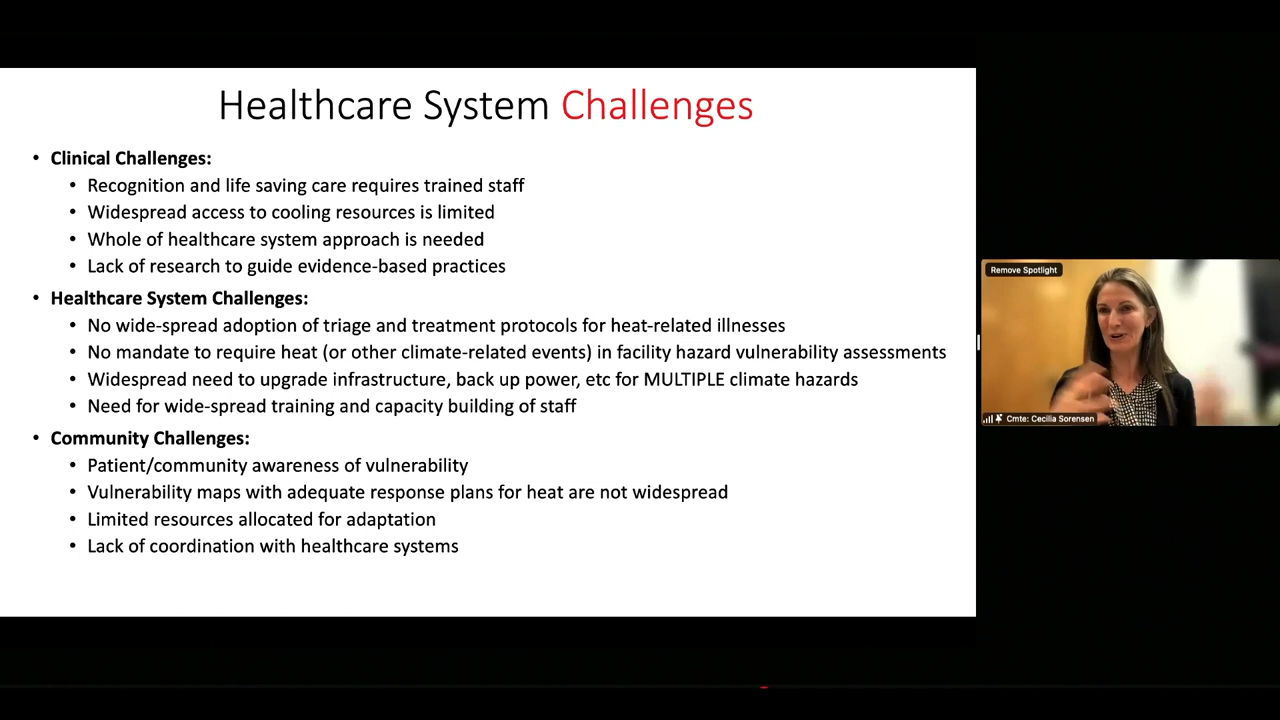 Healthcare System Challenges
• Clinical Challenges:
• Recognition and life saving care requires trained staff
• Widespread access to cooling resources is limited
• Whole of healthcare system approach is needed
• Lack of research to guide evidence-based practices
• Healthcare System Challenges:
• No wide-spread adoption of triage and treatment protocols for heat-related illnesses
• No mandate to require heat (or other climate-related events) in facility hazard vulnerability assessments
• Widespread need to upgrade infrastructure, back up power, etc for MULTIPLE climate hazards
• Need for wide-spread training and capacity building of staff
• Community Challenges:
• Patient/community awareness of vulnerability
• Vulnerability maps with adequate response plans for heat are not widespread
• Limited resources allocated for adaptation
• Lack of coordination with healthcare systems
Remove Spotlight
Cmte: Cecilia Sorensen